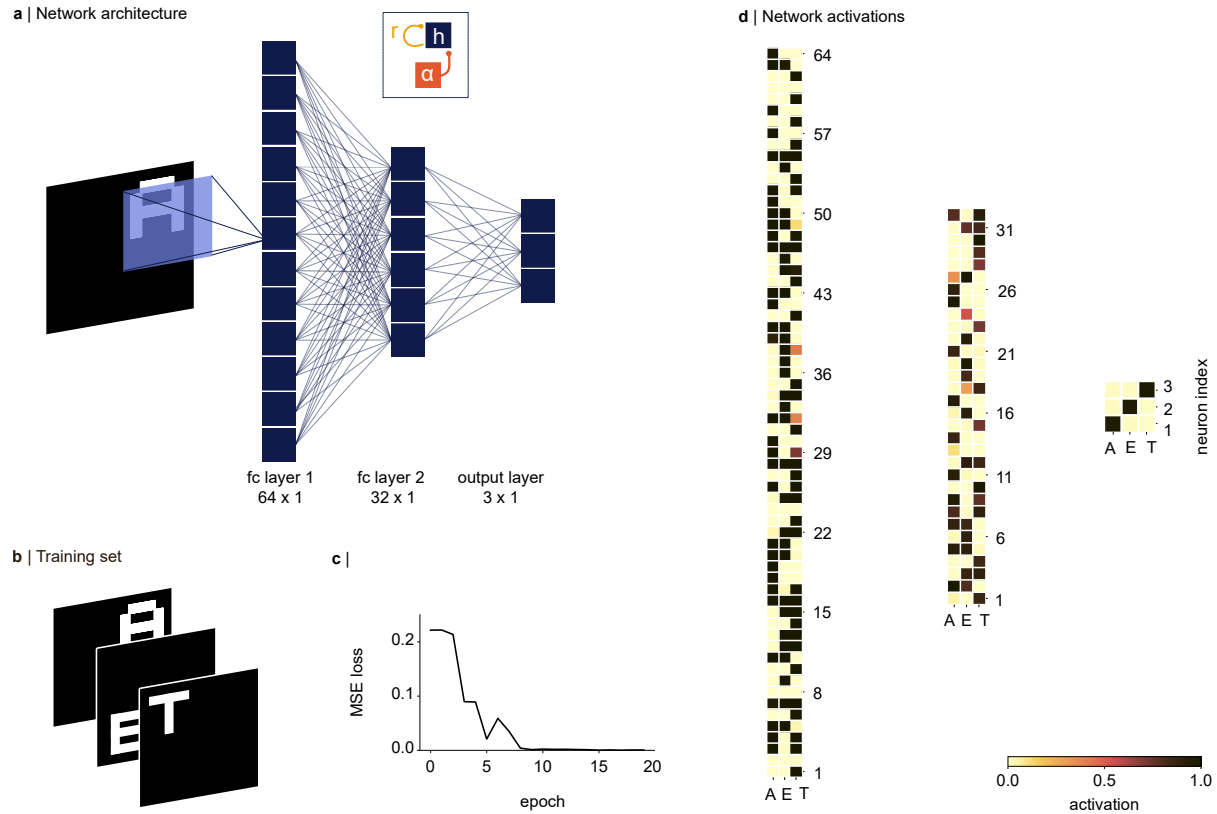 a | Network architecture
r
h
α
fc layer 1
64 x 1
fc layer 2
32 x 1
output layer
3 x 1
b | Training set
A
E
T
c |
MSE loss
0.2
0.1
0.0
0 5 10 15 20
epoch
d | Network activations
64
57
50
43
36
29
22
15
8
1
A E T
31
26
21
16
11
6
1
A E T
3
2
1
A E T
neuron index
0.0 0.5 1.0
activation